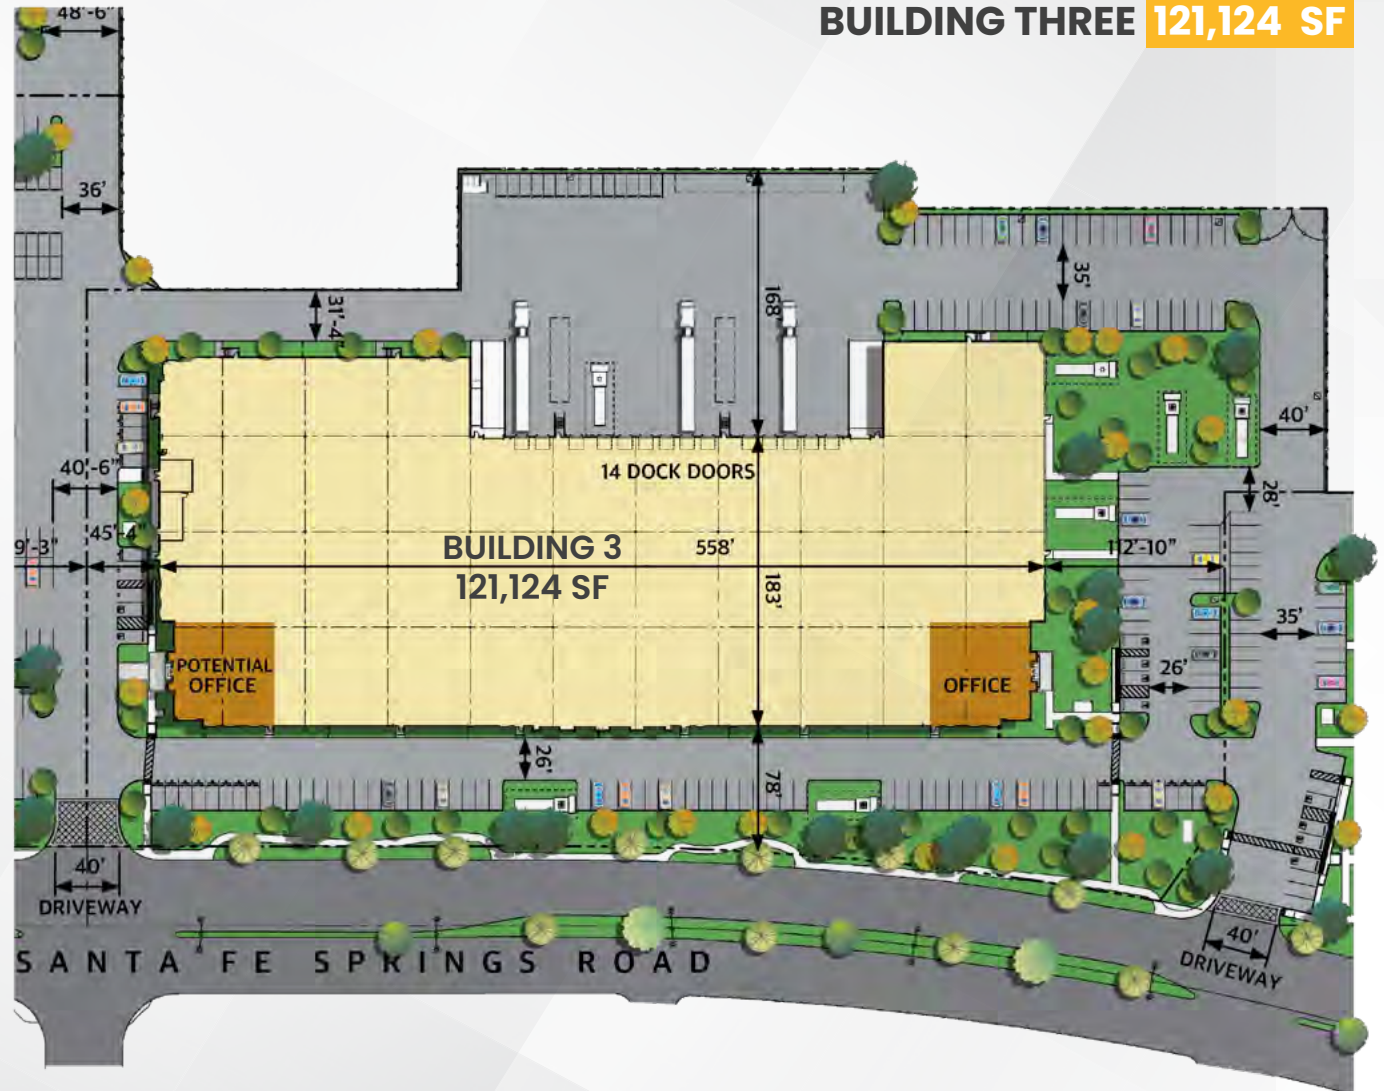 BUILDING THREE 121,124 SF
48'-6"
36'
31'-4"
168'
35'
40'
14 DOCK DOORS
40'-6"
28'
45'-4"
9'-3"
BUILDING 3
121,124 SF
558'
112'-10"
183'
35'
POTENTIAL
OFFICE
OFFICE
26'
26'
78'
40'
DRIVEWAY
40'
DRIVEWAY
SANTA FE SPRINGS ROAD